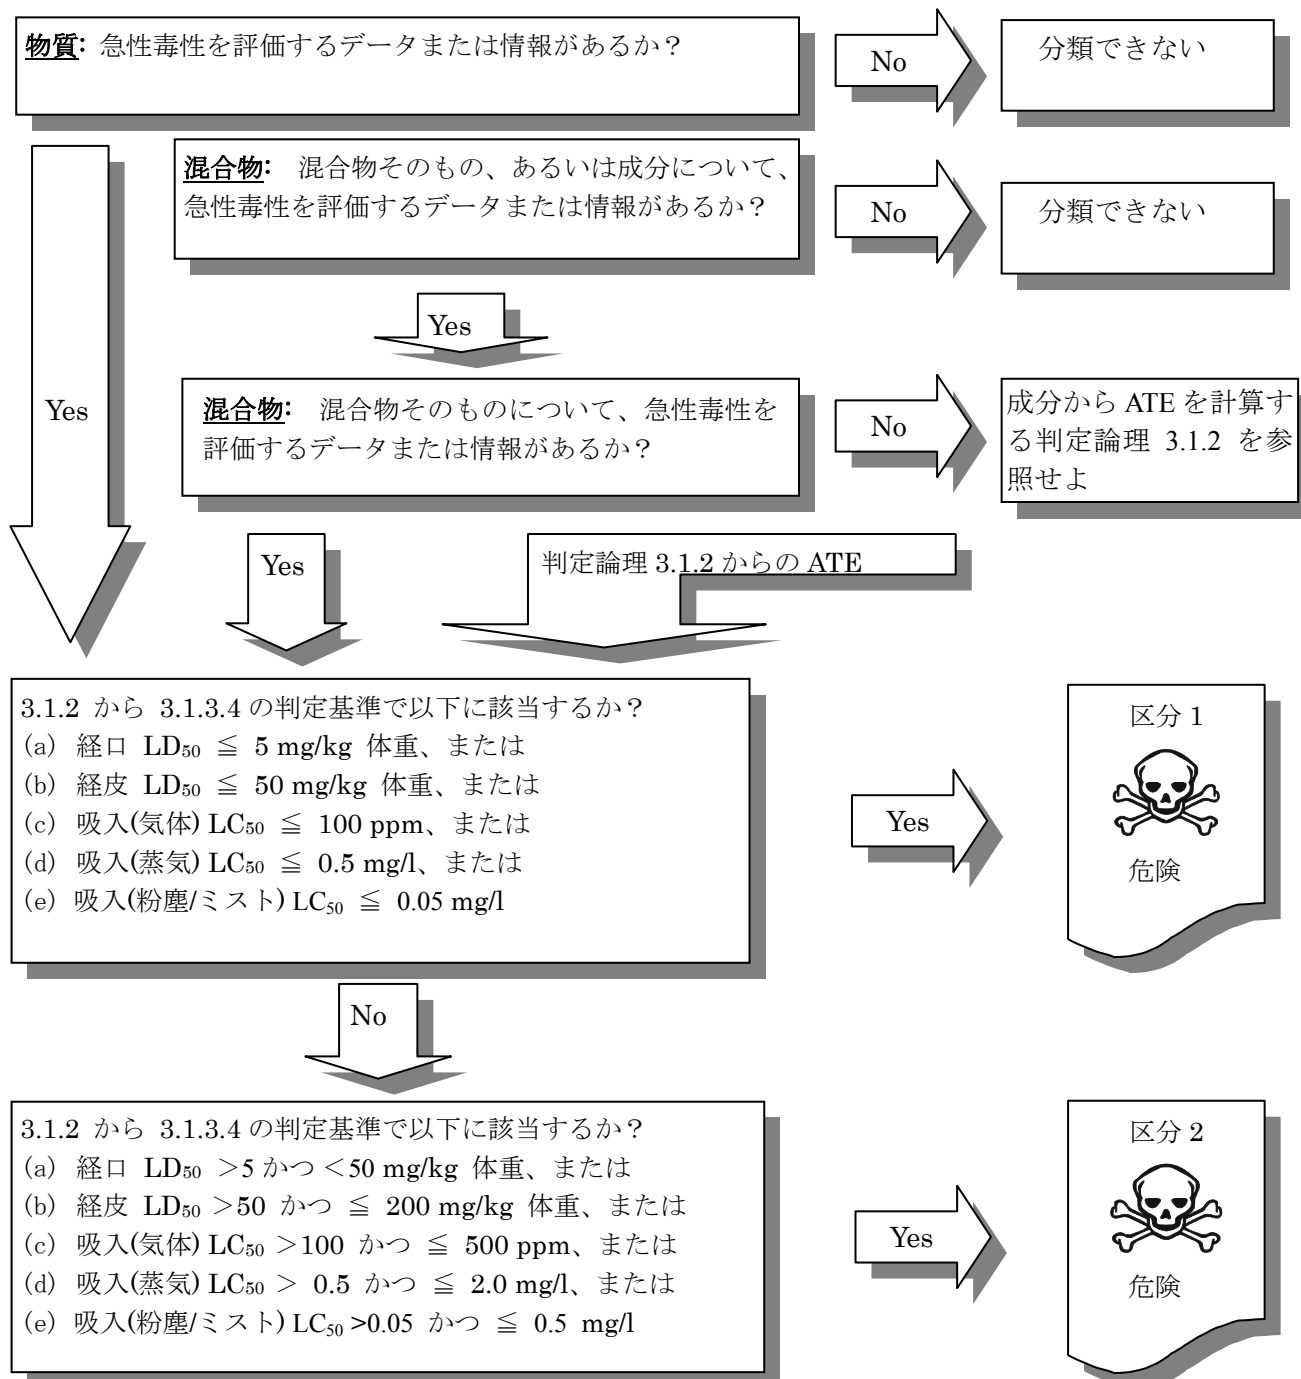 物質: 急性毒性を評価するデータまたは情報があるか？
No
分類できない
混合物: 混合物そのもの、あるいは成分について、
急性毒性を評価するデータまたは情報があるか？
No
分類できない
Yes
Yes
混合物: 混合物そのものについて、急性毒性を
評価するデータまたは情報があるか？
No
成分から ATE を計算す
る判定論理 3.1.2 を参
照せよ
Yes
判定論理 3.1.2 からの ATE
3.1.2 から 3.1.3.4 の判定基準で以下に該当するか？
(a) 経口 LD50 ≦ 5 mg/kg 体重、または
(b) 経皮 LD50 ≦ 50 mg/kg 体重、または
(c) 吸入(気体) LC50 ≦ 100 ppm、または
(d) 吸入(蒸気) LC50 ≦ 0.5 mg/l、または
(e) 吸入(粉塵/ミスト) LC50 ≦ 0.05 mg/l
Yes
区分 1
危険
No
3.1.2 から 3.1.3.4 の判定基準で以下に該当するか？
(a) 経口 LD50 ＞5 かつ ＜50 mg/kg 体重、または
(b) 経皮 LD50 ＞50 かつ ≦ 200 mg/kg 体重、または
(c) 吸入(気体) LC50 ＞100 かつ ≦ 500 ppm、または
(d) 吸入(蒸気) LC50 ＞ 0.5 かつ ≦ 2.0 mg/l、または
(e) 吸入(粉塵/ミスト) LC50 >0.05 かつ ≦ 0.5 mg/l
Yes
区分 2
危険